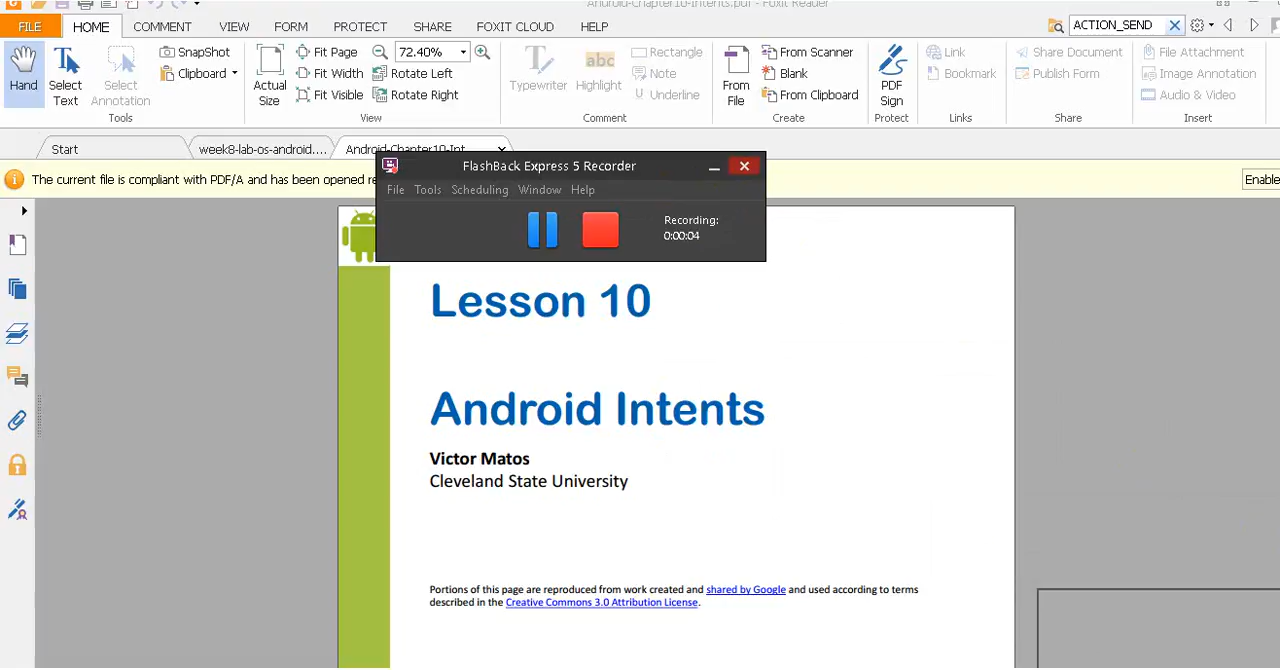 Android-Chapter10-Intents.pdf - Foxit Reader
FILE HOME COMMENT VIEW FORM PROTECT SHARE FOXIT CLOUD HELP ACTION_SEND
Hand
Select Text
Select Annotation
SnapShot
Clipboard
Tools
Actual Size
Fit Page
Fit Width
Fit Visible
72.40%
Rotate Left
Rotate Right
View
Typewriter
abc
Highlight
Rectangle
Note
Underline
Comment
From File
From Scanner
Blank
From Clipboard
Create
PDF Sign
Protect
Link
Bookmark
Links
Share Document
Publish Form
Share
File Attachment
Image Annotation
Audio & Video
Insert
Start week8-lab-os-android.... Android-Chapter10-Int...
The current file is compliant with PDF/A and has been opened re
Enable
FlashBack Express 5 Recorder
File Tools Scheduling Window Help
Recording:
0:00:04
Lesson 10
Android Intents
Victor Matos
Cleveland State University
Portions of this page are reproduced from work created and shared by Google and used according to terms
described in the Creative Commons 3.0 Attribution License.